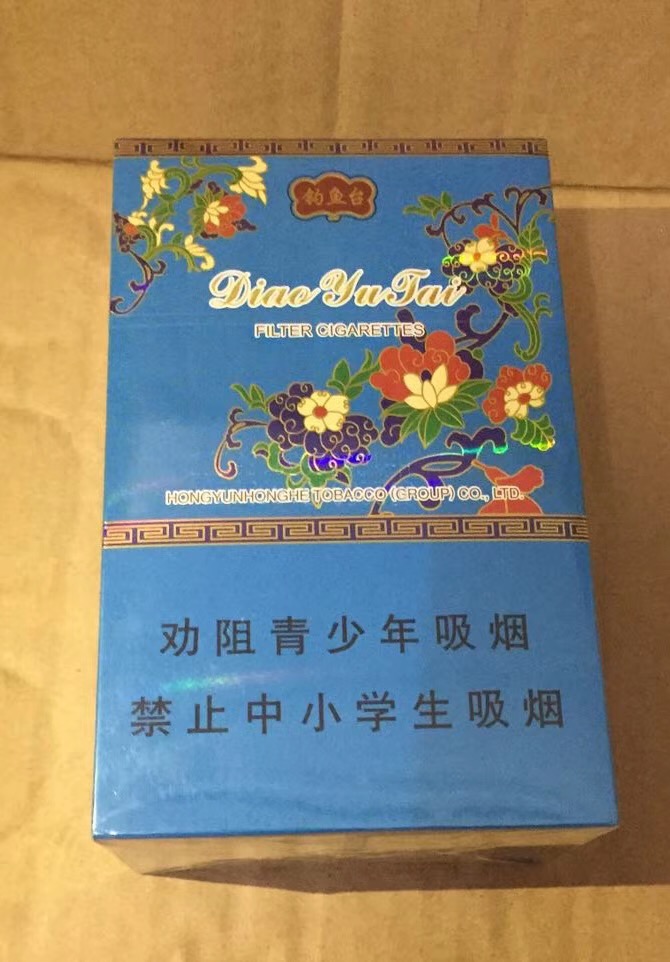 钓鱼台
Diao Yu Tai
FILTER CIGARETTES
HONGYUNHONGHE TOBACCO (GROUP) CO., LTD.
劝阻青少年吸烟
禁止中小学生吸烟